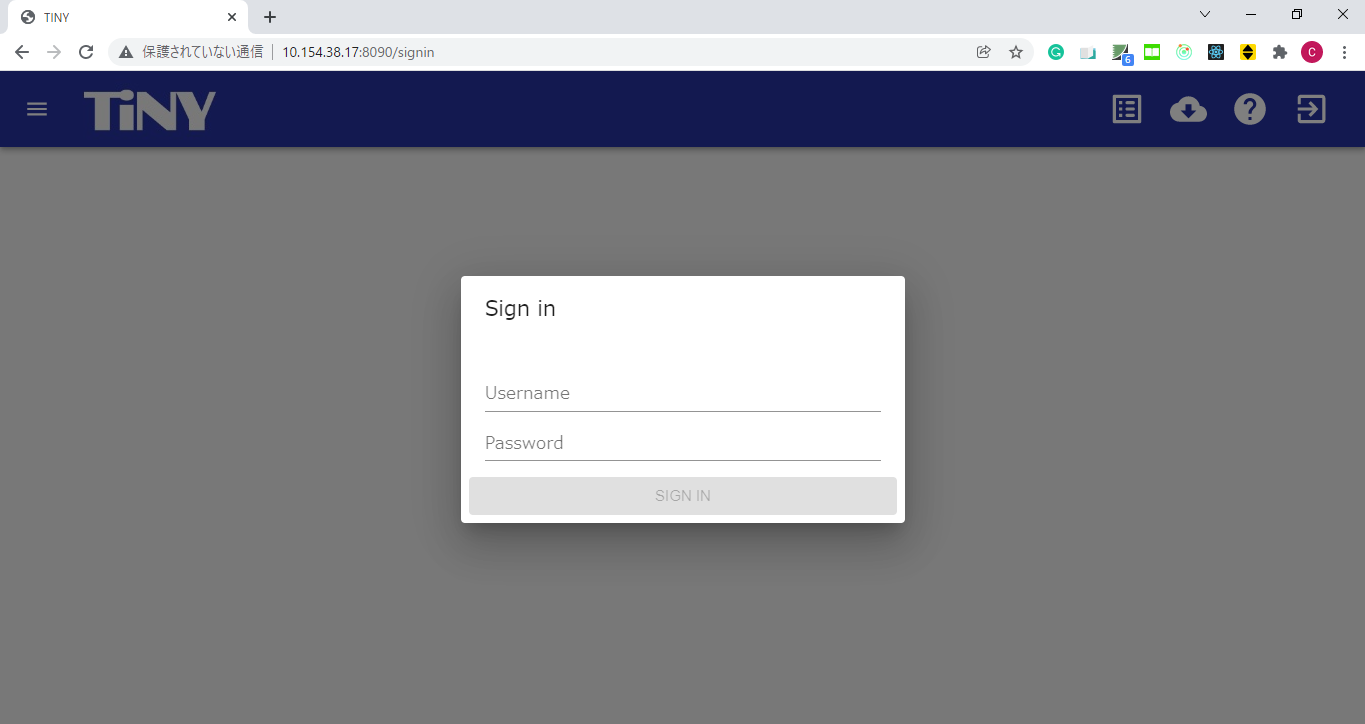 TINY
保護されていない通信 10.154.38.17:8090/signin
6
C
TiNY
Sign in
Username
Password
SIGN IN